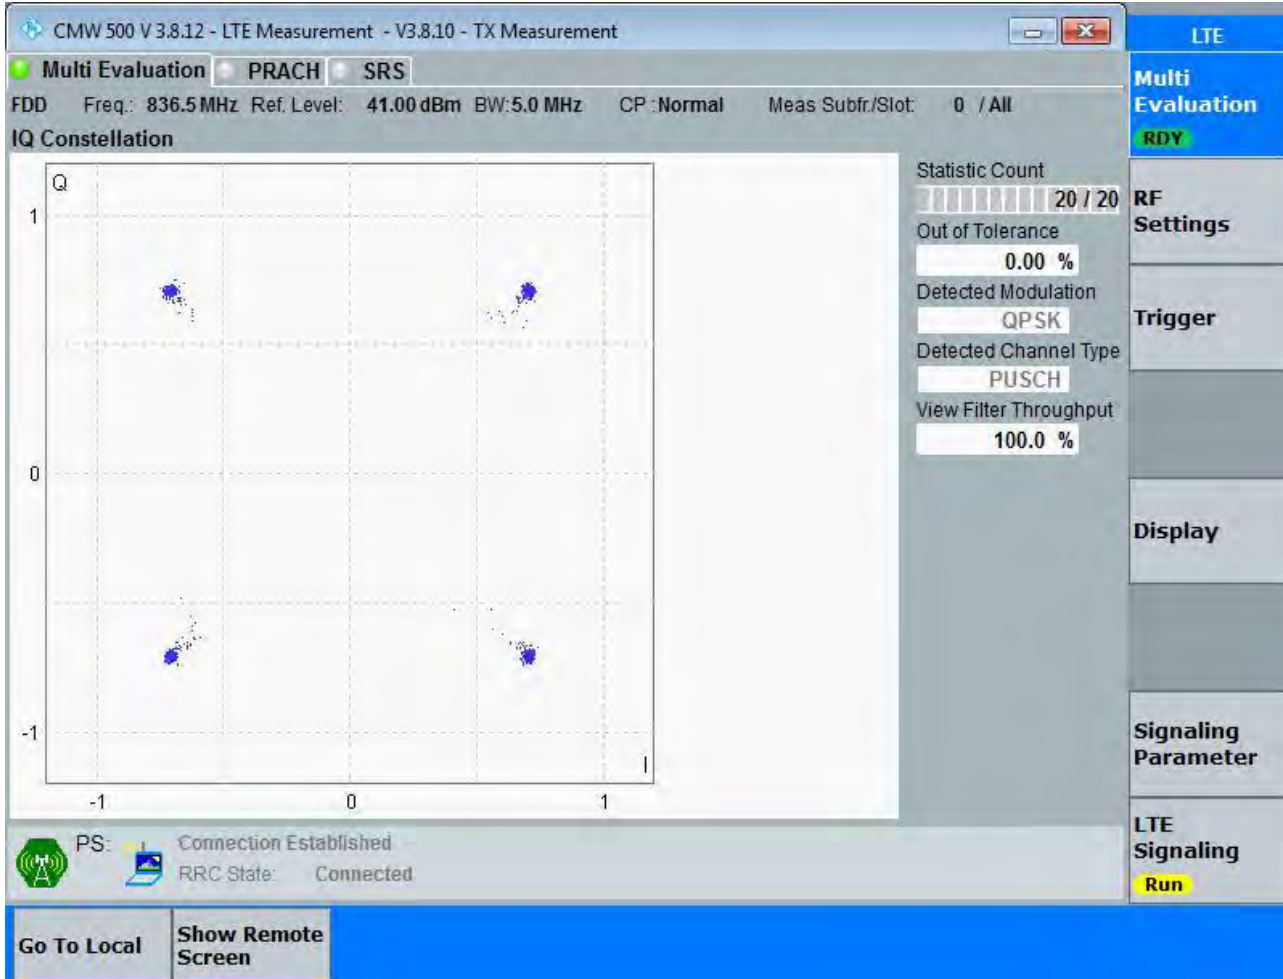 CMW 500 V 3.8.12 - LTE Measurement - V3.8.10 - TX Measurement
LTE
Multi Evaluation PRACH SRS
FDD Freq.: 836.5 MHz Ref. Level: 41.00 dBm BW: 5.0 MHz CP : Normal Meas Subfr./Slot: 0 / All
IQ Constellation
Q
1
0
-1
I
-1 0 1
Statistic Count
20 / 20
Out of Tolerance
0.00 %
Detected Modulation
QPSK
Detected Channel Type
PUSCH
View Filter Throughput
100.0 %
Multi
Evaluation
RDY
RF
Settings
Trigger
Display
Signaling
Parameter
LTE
Signaling
Run
PS: Connection Established
RRC State: Connected
Go To Local
Show Remote
Screen